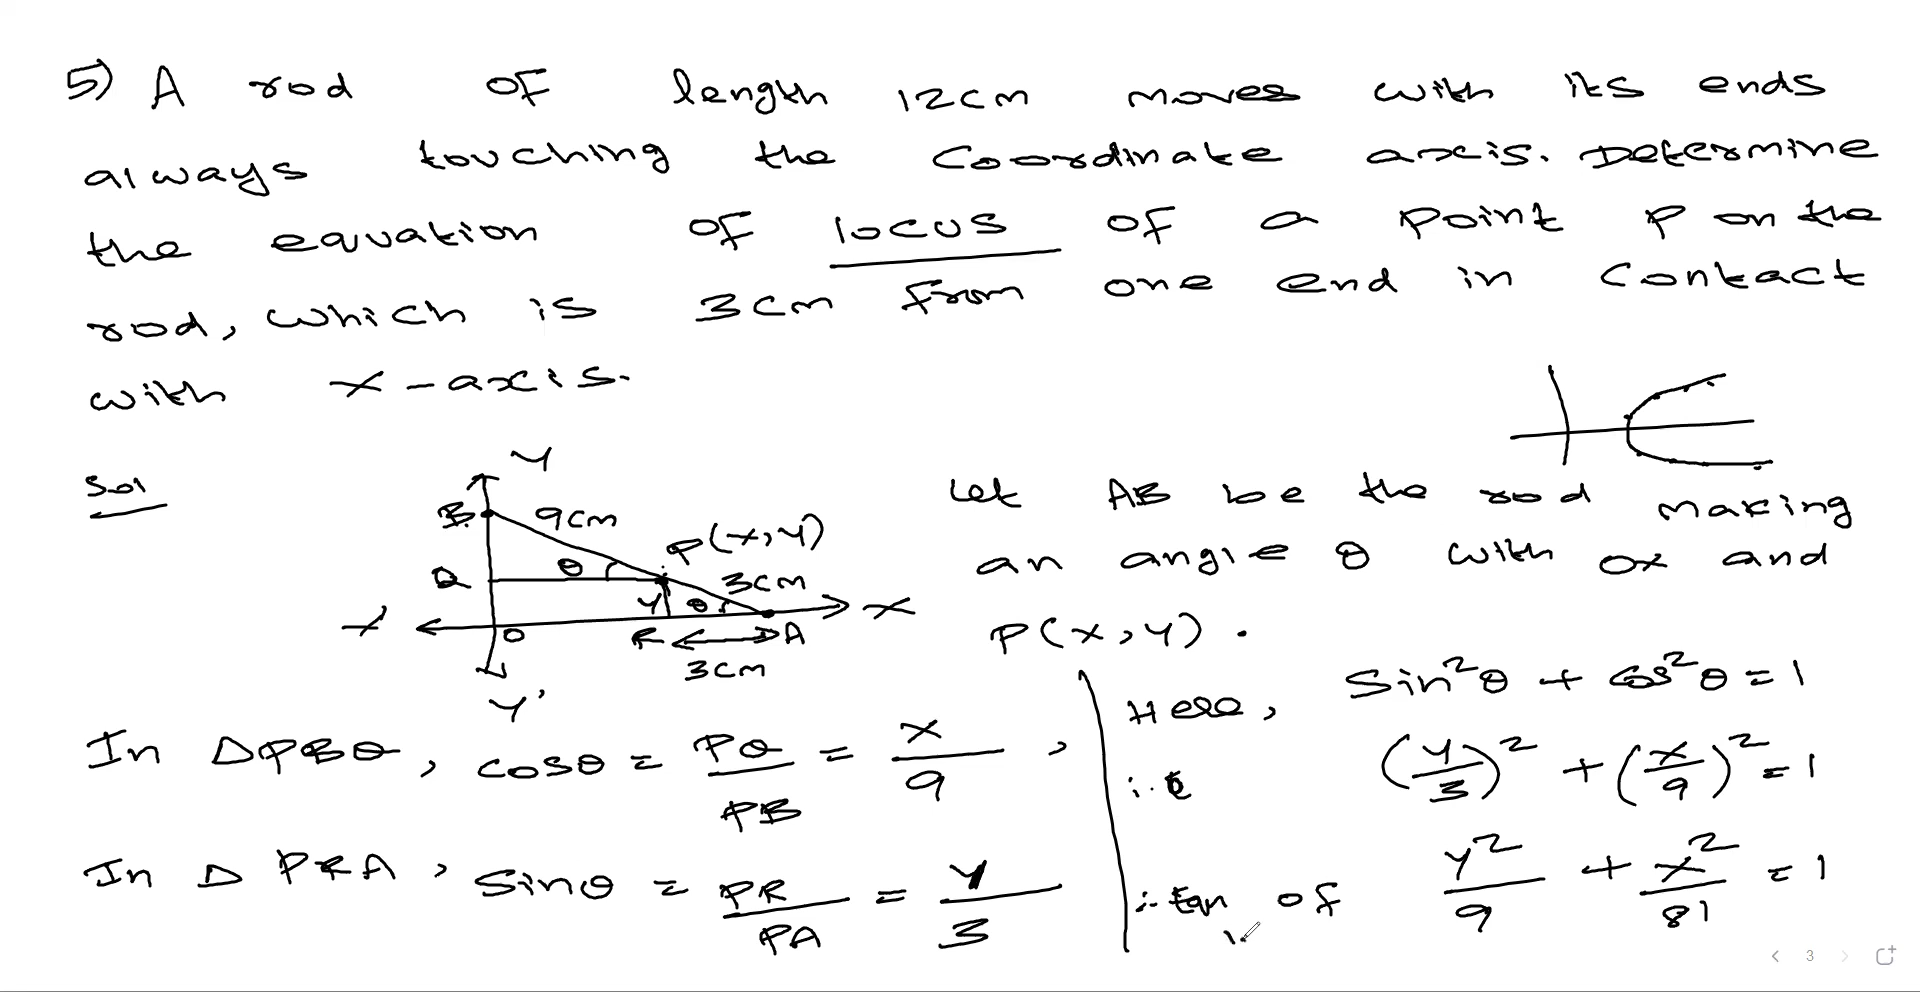 5) A rod of length 12cm moves with its ends
always touching the coordinate axis. Determine
the equation of locus of a point P on the
rod, which is 3cm from one end in contact
with x-axis.
Sol
Y
B 9cm
P(x,y)
Q θ 3cm
X' y θ X
O R A
3cm
Y'
Let AB be the rod making
an angle θ with OX and
P(x,y).
In ΔPBQ, cosθ = PQ/PB = x/9,
In Δ PRA, sinθ = PR/PA = y/3
Here, sin²θ + cos²θ = 1
i.e (y/3)² + (x/9)² = 1
∴ Eqn of y²/9 + x²/81 = 1
3